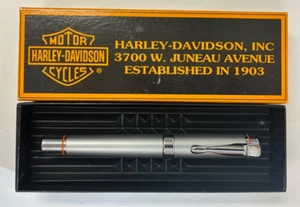 MOTOR
HARLEY-DAVIDSON
CYCLES
HARLEY-DAVIDSON, INC
3700 W. JUNEAU AVENUE
ESTABLISHED IN 1903